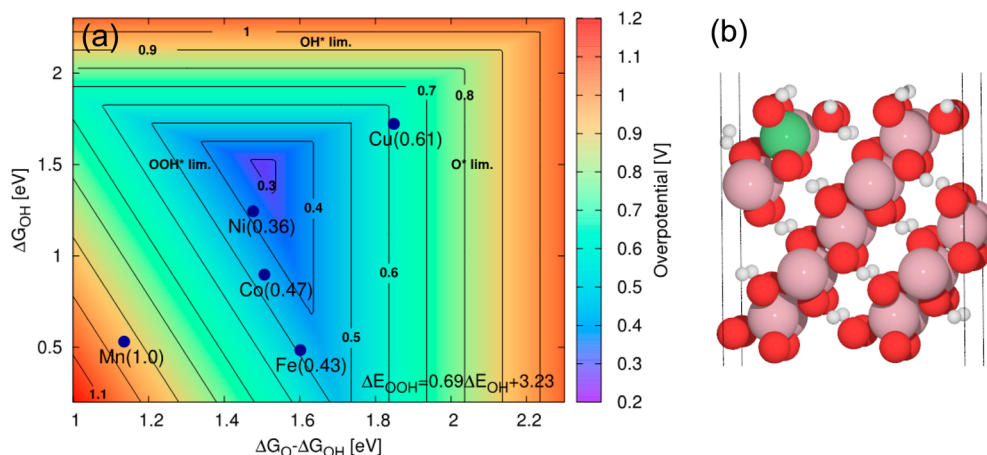 (a)
(b)
1
OH* lim.
0.9
0.8
0.7
OOH* lim.
O* lim.
0.3
0.4
0.6
0.5
1.1
Cu(0.61)
Ni(0.36)
Co(0.47)
Fe(0.43)
Mn(1.0)
ΔE_OOH=0.69ΔE_OH+3.23
2
1.5
1
0.5
ΔG_OH [eV]
1 1.2 1.4 1.6 1.8 2 2.2
ΔG_O-ΔG_OH [eV]
1.2
1.1
1
0.9
0.8
0.7
0.6
0.5
0.4
0.3
0.2
Overpotential [V]